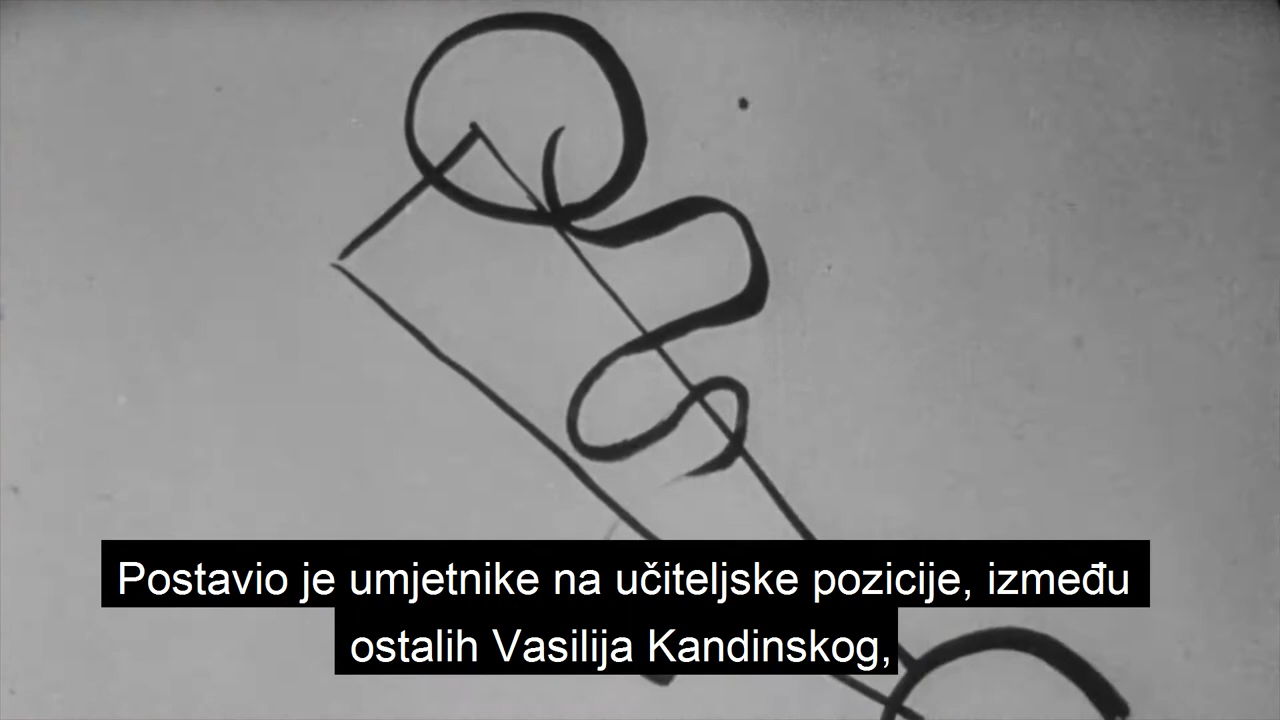 Postavio je umjetnike na učiteljske pozicije, između
ostalih Vasilija Kandinskog,